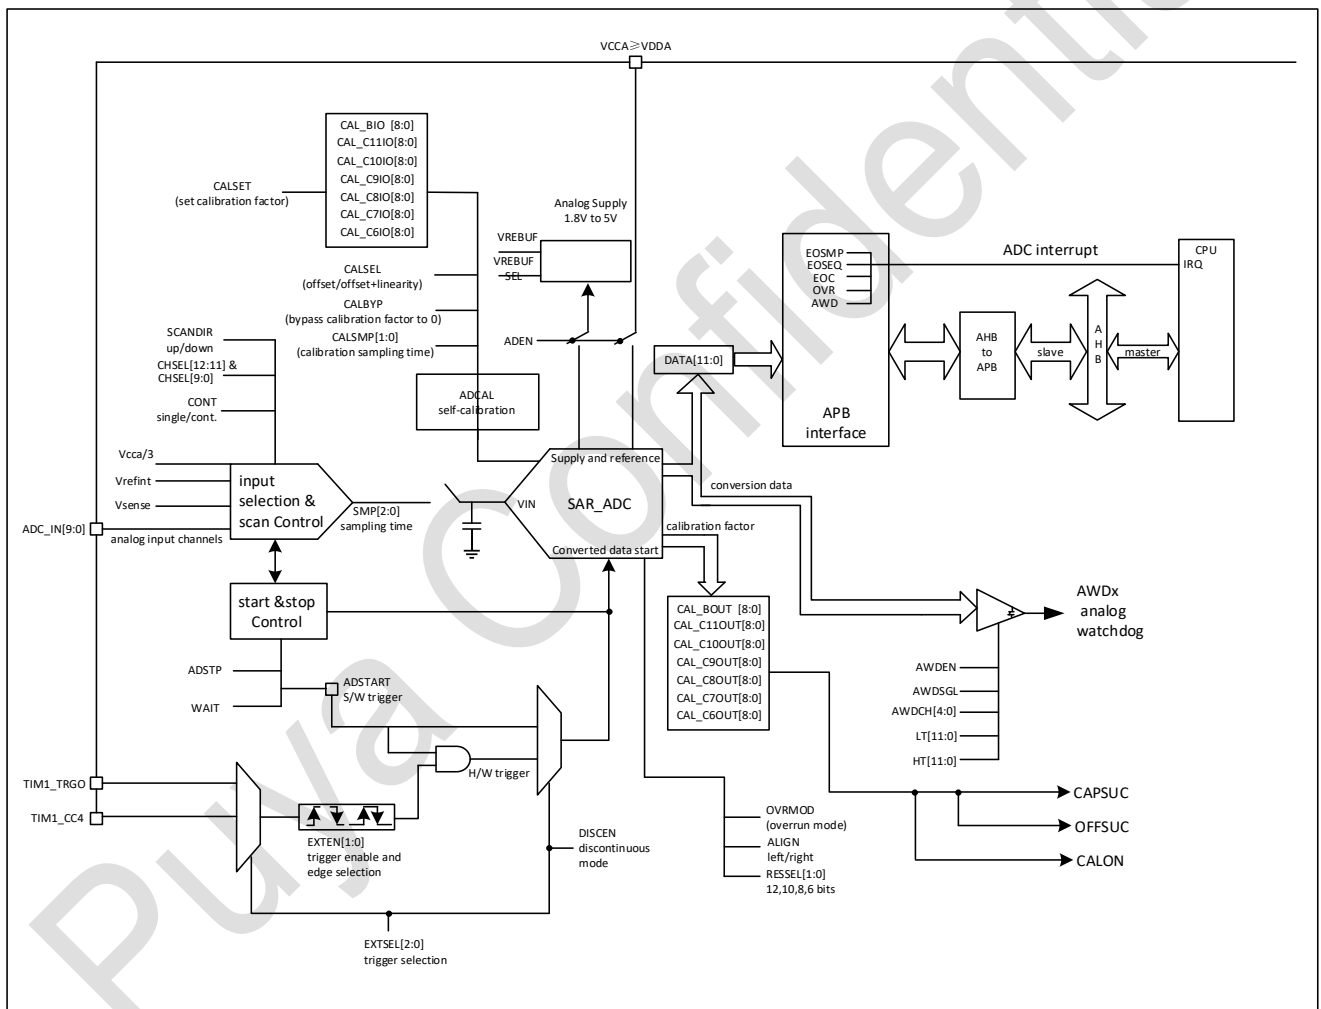 VCCA≥VDDA
CAL_BIO [8:0]
CAL_C11IO[8:0]
CAL_C10IO[8:0]
CAL_C9IO[8:0]
CAL_C8IO[8:0]
CAL_C7IO[8:0]
CAL_C6IO[8:0]
CALSET
(set calibration factor)
Analog Supply
1.8V to 5V
VREBUF
VREBUF
SEL
CALSEL
(offset/offset+linearity)
CALBYP
(bypass calibration factor to 0)
CALSMP[1:0]
(calibration sampling time)
ADEN
SCANDIR
up/down
CHSEL[12:11] &
CHSEL[9:0]
CONT
single/cont.
ADCAL
self-calibration
DATA[11:0]
EOSMP
EOSEQ
EOC
OVR
AWD
APB
interface
ADC interrupt
CPU
IRQ
AHB
to
APB
slave
A
H
B
master
Vcca/3
Vrefint
Vsense
ADC_IN[9:0]
analog input channels
input
selection &
scan Control
SMP[2:0]
sampling time
Supply and reference
VIN
SAR_ADC
Converted data start
conversion data
calibration factor
start &stop
Control
ADSTP
WAIT
ADSTART
S/W trigger
CAL_BOUT [8:0]
CAL_C11OUT[8:0]
CAL_C10OUT[8:0]
CAL_C9OUT[8:0]
CAL_C8OUT[8:0]
CAL_C7OUT[8:0]
CAL_C6OUT[8:0]
AWDx
analog
watchdog
AWDEN
AWDSGL
AWDCH[4:0]
LT[11:0]
HT[11:0]
H/W trigger
TIM1_TRGO
TIM1_CC4
EXTEN[1:0]
trigger enable and
edge selection
DISCEN
discontinuous
mode
OVRMOD
(overrun mode)
ALIGN
left/right
RESSEL[1:0]
12,10,8,6 bits
CAPSUC
OFFSUC
CALON
EXTSEL[2:0]
trigger selection
Puya Confidenti